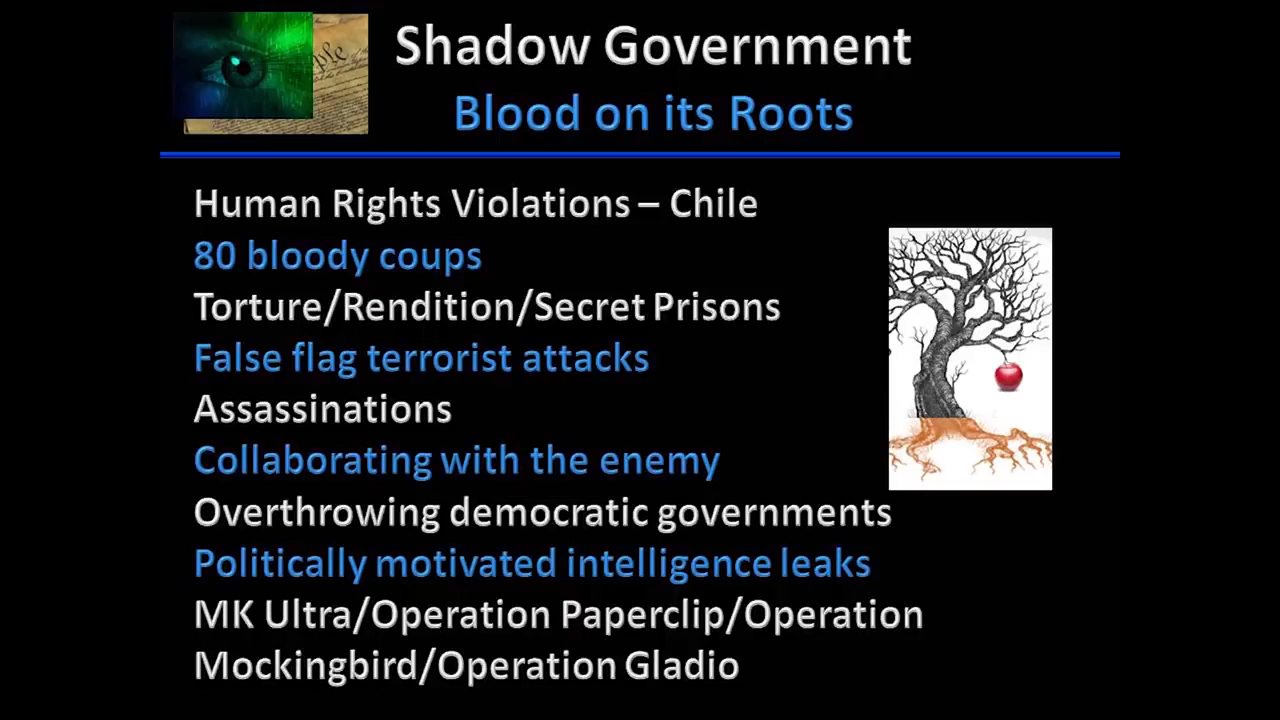 ple
Shadow Government
Blood on its Roots
Human Rights Violations – Chile
80 bloody coups
Torture/Rendition/Secret Prisons
False flag terrorist attacks
Assassinations
Collaborating with the enemy
Overthrowing democratic governments
Politically motivated intelligence leaks
MK Ultra/Operation Paperclip/Operation
Mockingbird/Operation Gladio